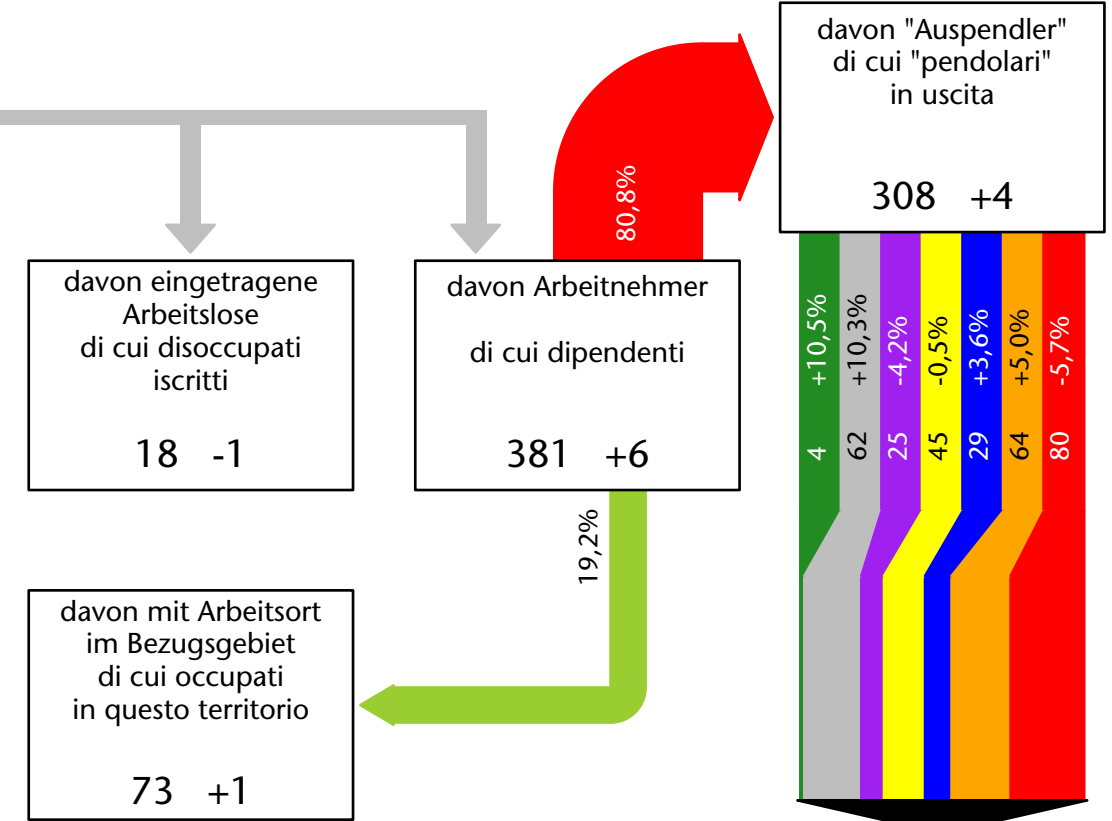 davon "Auspendler"
di cui "pendolari"
in uscita
308 +4
80,8%
davon eingetragene
Arbeitslose
di cui disoccupati
iscritti
18 -1
davon Arbeitnehmer
di cui dipendenti
381 +6
4 +10,5%
62 +10,3%
25 -4,2%
45 -0,5%
29 +3,6%
64 +5,0%
80 -5,7%
19,2%
davon mit Arbeitsort
im Bezugsgebiet
di cui occupati
in questo territorio
73 +1